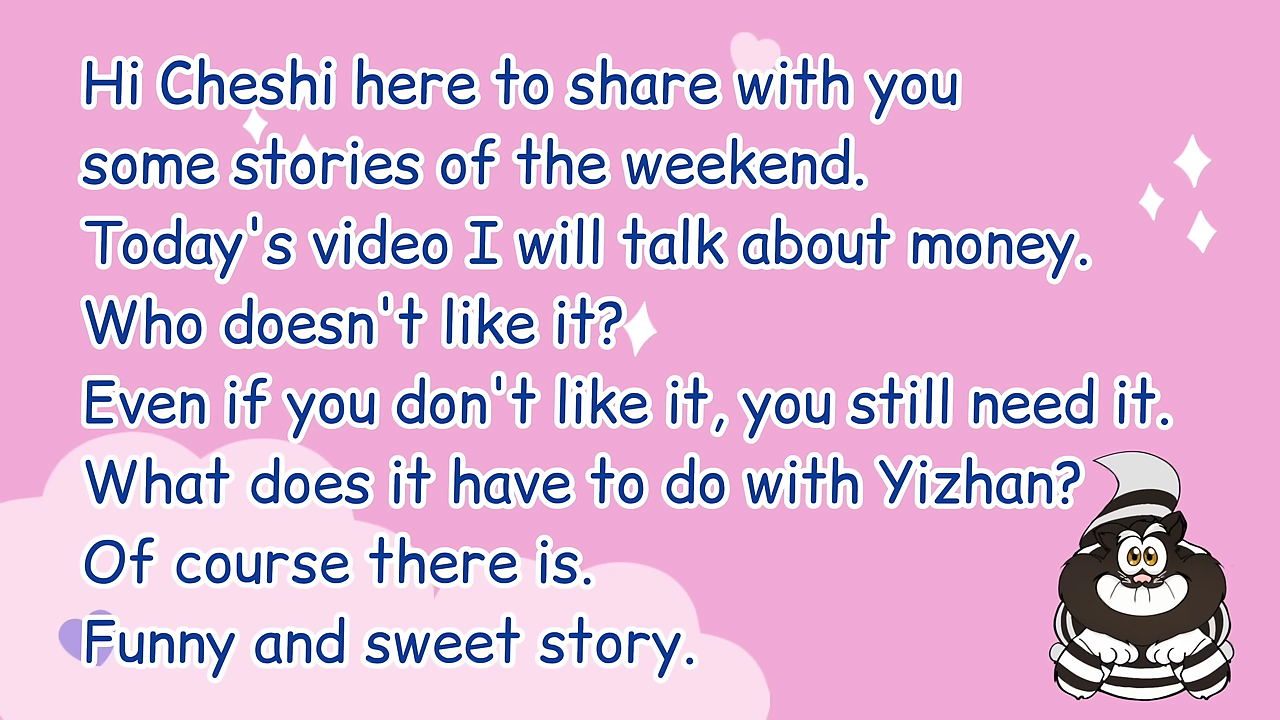 Hi Cheshi here to share with you
some stories of the weekend.
Today's video I will talk about money.
Who doesn't like it?
Even if you don't like it, you still need it.
What does it have to do with Yizhan?
Of course there is.
Funny and sweet story.